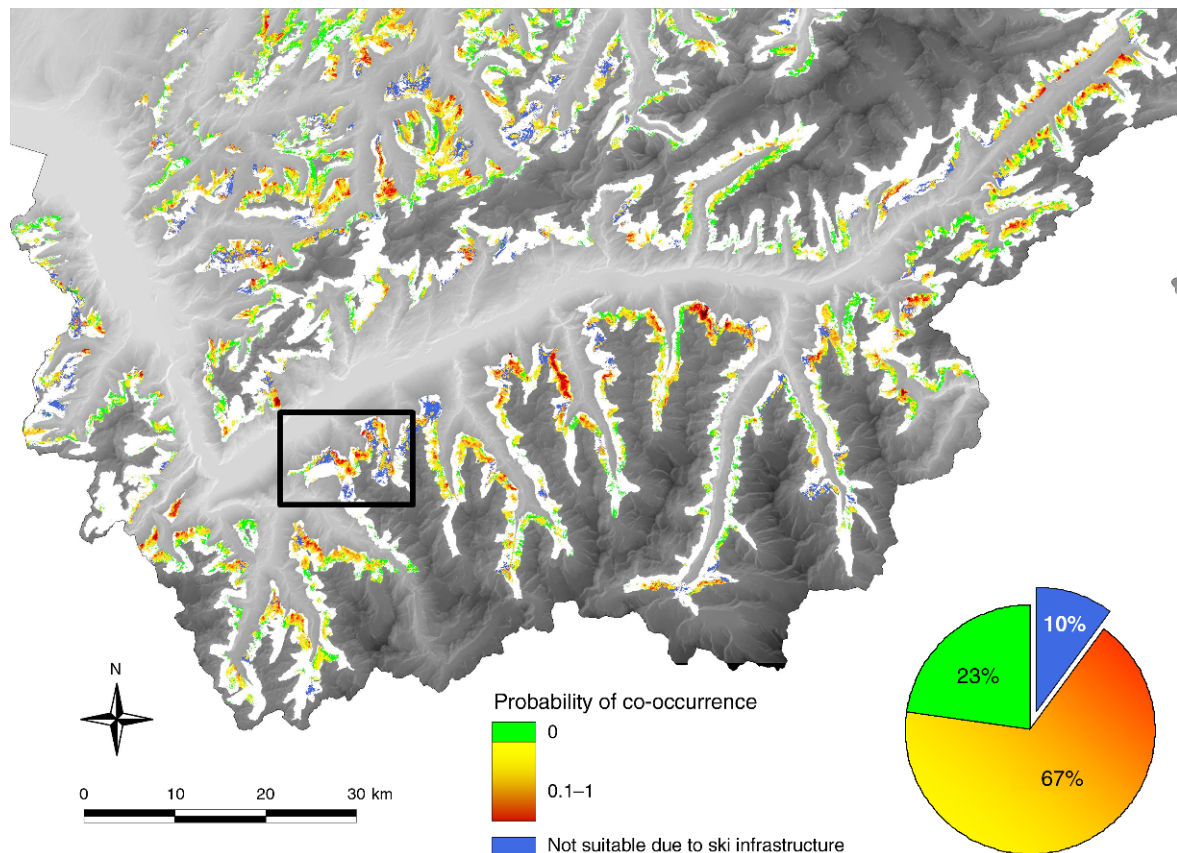 N
0 10 20 30 km
Probability of co-occurrence
0
0.1–1
Not suitable due to ski infrastructure
10%
23%
67%